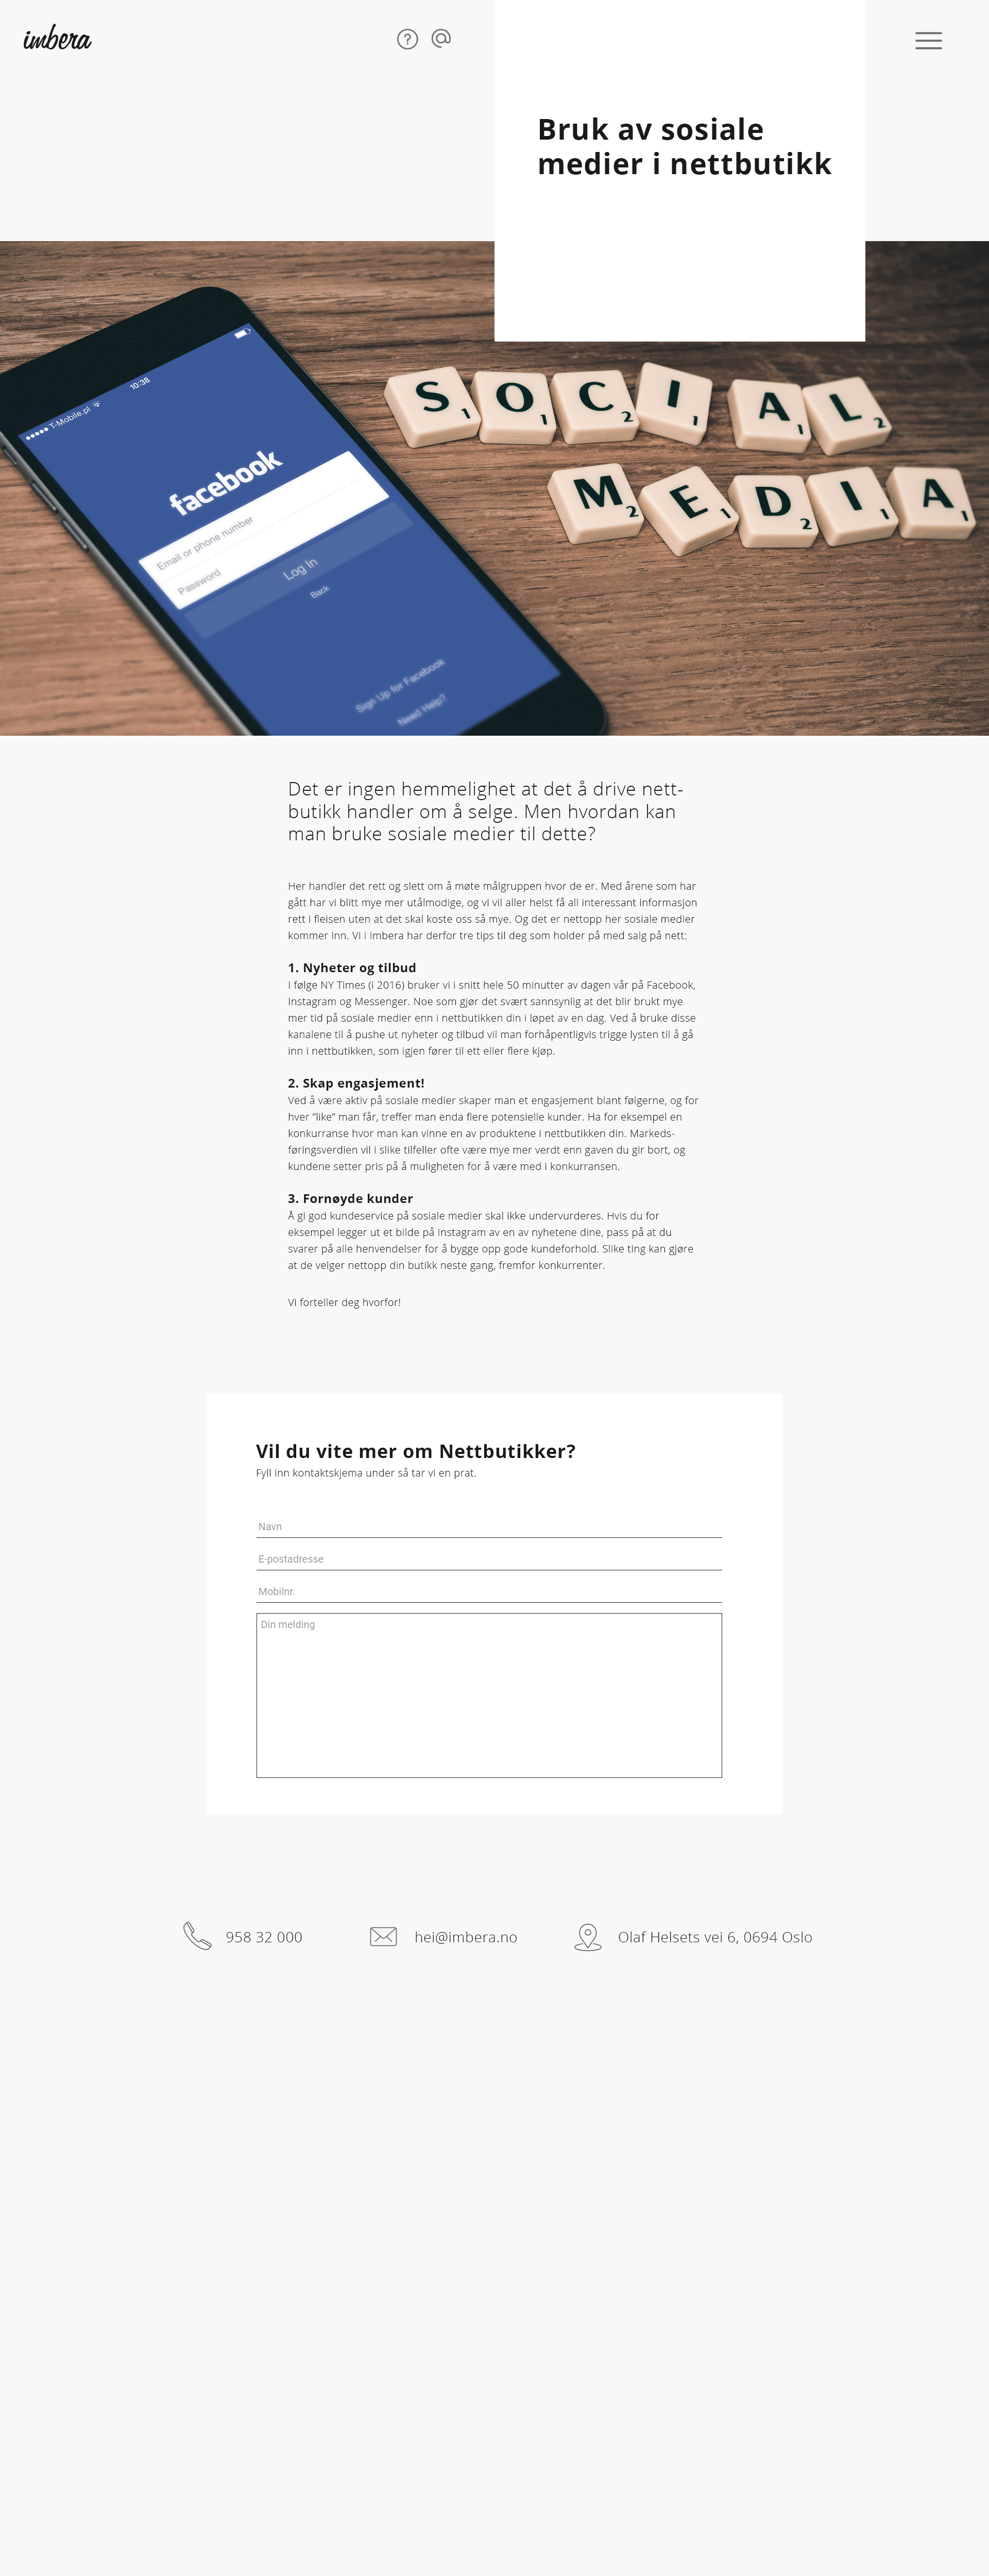 imbera
Bruk av sosiale
medier i nettbutikk
10:38
T-Mobile.pl
facebook
Email or phone number
Password
Log In
Back
Sign Up for Facebook
Need Help?
S 1 O 1 C 2 I 1 A 1 L 2
M 2 E 1 D 2 I 1 A 1
Det er ingen hemmelighet at det å drive nett-
butikk handler om å selge. Men hvordan kan
man bruke sosiale medier til dette?
Her handler det rett og slett om å møte målgruppen hvor de er. Med årene som har
gått har vi blitt mye mer utålmodige, og vi vil aller helst få all interessant informasjon
rett i fleisen uten at det skal koste oss så mye. Og det er nettopp her sosiale medier
kommer inn. Vi i Imbera har derfor tre tips til deg som holder på med salg på nett:
1. Nyheter og tilbud
I følge NY Times (i 2016) bruker vi i snitt hele 50 minutter av dagen vår på Facebook,
Instagram og Messenger. Noe som gjør det svært sannsynlig at det blir brukt mye
mer tid på sosiale medier enn i nettbutikken din i løpet av en dag. Ved å bruke disse
kanalene til å pushe ut nyheter og tilbud vil man forhåpentligvis trigge lysten til å gå
inn i nettbutikken, som igjen fører til ett eller flere kjøp.
2. Skap engasjement!
Ved å være aktiv på sosiale medier skaper man et engasjement blant følgerne, og for
hver "like" man får, treffer man enda flere potensielle kunder. Ha for eksempel en
konkurranse hvor man kan vinne en av produktene i nettbutikken din. Markeds-
føringsverdien vil i slike tilfeller ofte være mye mer verdt enn gaven du gir bort, og
kundene setter pris på å muligheten for å være med i konkurransen.
3. Fornøyde kunder
Å gi god kundeservice på sosiale medier skal ikke undervurderes. Hvis du for
eksempel legger ut et bilde på instagram av en av nyhetene dine, pass på at du
svarer på alle henvendelser for å bygge opp gode kundeforhold. Slike ting kan gjøre
at de velger nettopp din butikk neste gang, fremfor konkurrenter.
Vi forteller deg hvorfor!
Vil du vite mer om Nettbutikker?
Fyll inn kontaktskjema under så tar vi en prat.
Navn
E-postadresse
Mobilnr.
Din melding
958 32 000
hei@imbera.no
Olaf Helsets vei 6, 0694 Oslo